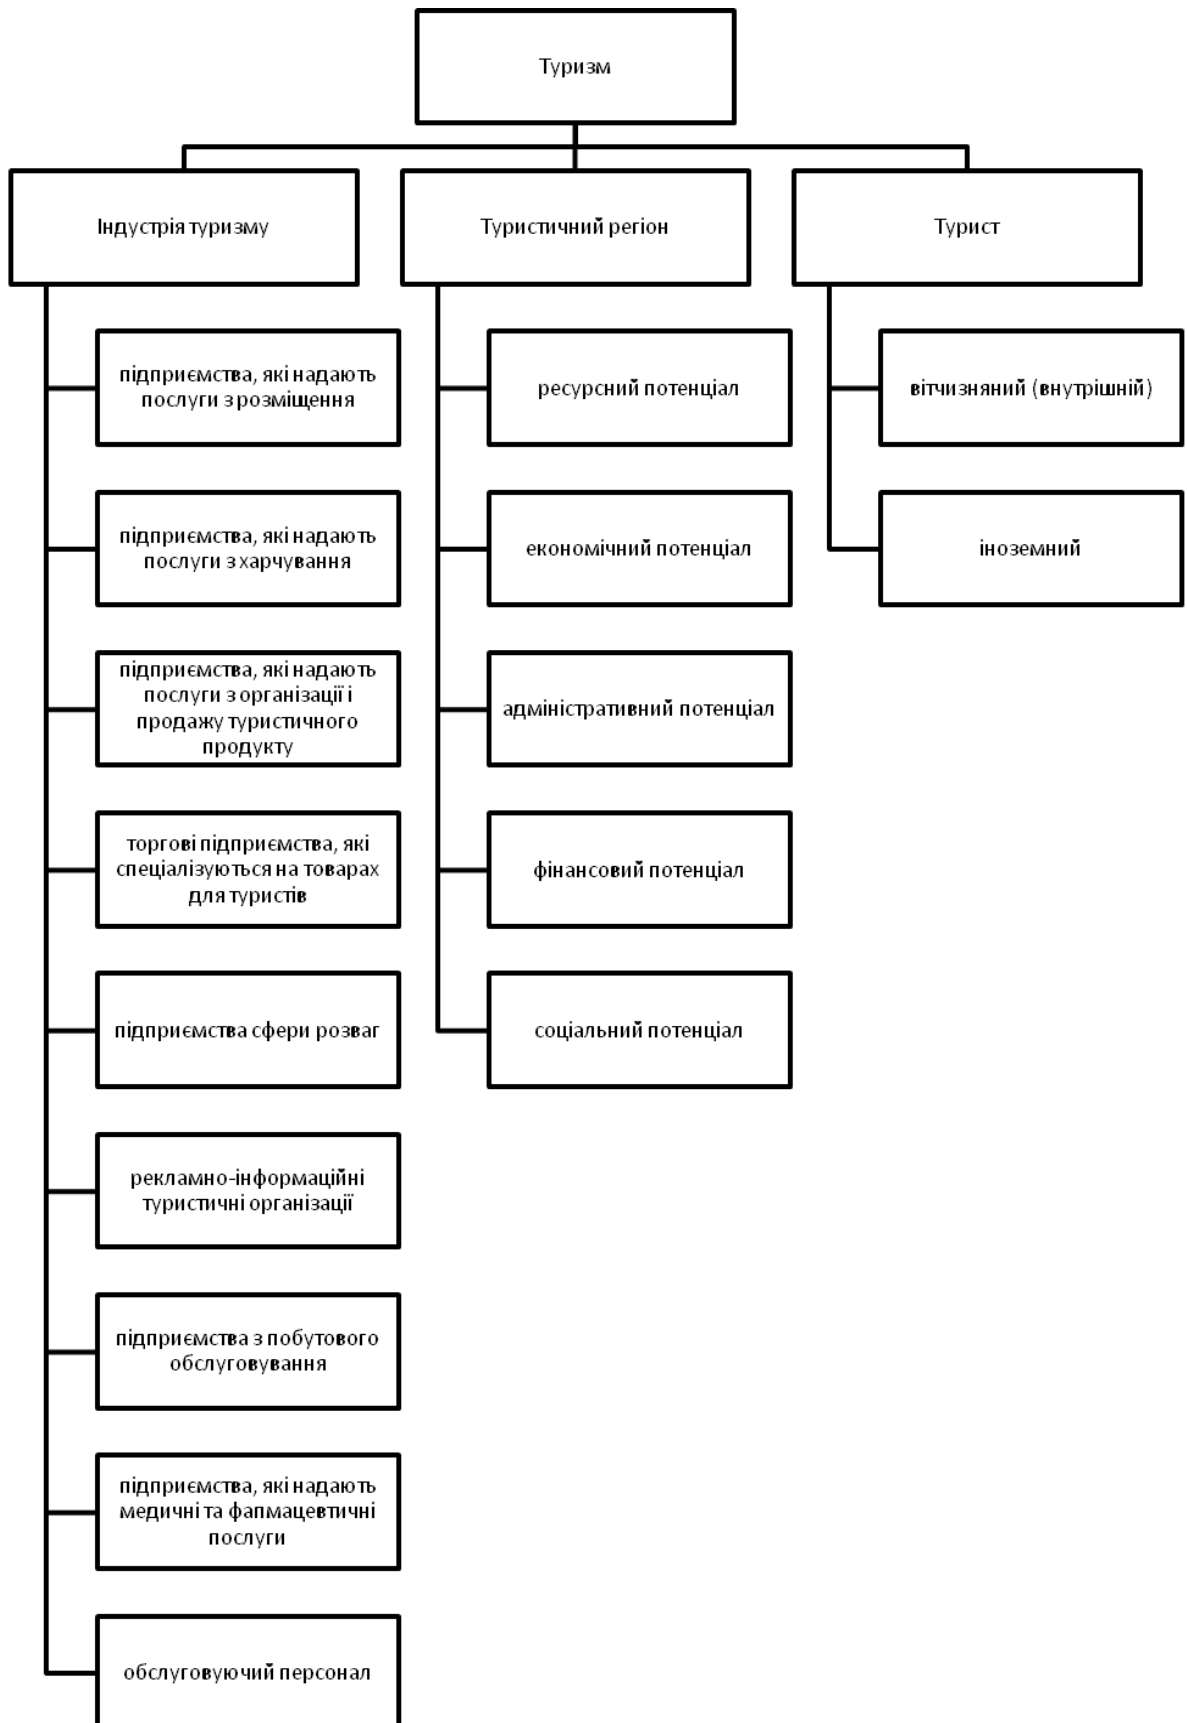 Туризм
Індустрія туризму
Туристичний регіон
Турист
підприємства, які надають
послуги з розміщення
підприємства, які надають
послуги з харчування
підприємства, які надають
послуги з організації і
продажу туристичного
продукту
торгові підприємства, які
спеціалізуються на товарах
для туристів
підприємства сфери розваг
рекламно-інформаційні
туристичні організації
підприємства з побутового
обслуговування
підприємства, які надають
медичні та фапмацевтичні
послуги
обслуговуючий персонал
ресурсний потенціал
економічний потенціал
адміністративний потенціал
фінансовий потенціал
соціальний потенціал
вітчизняний (внутрішній)
іноземний